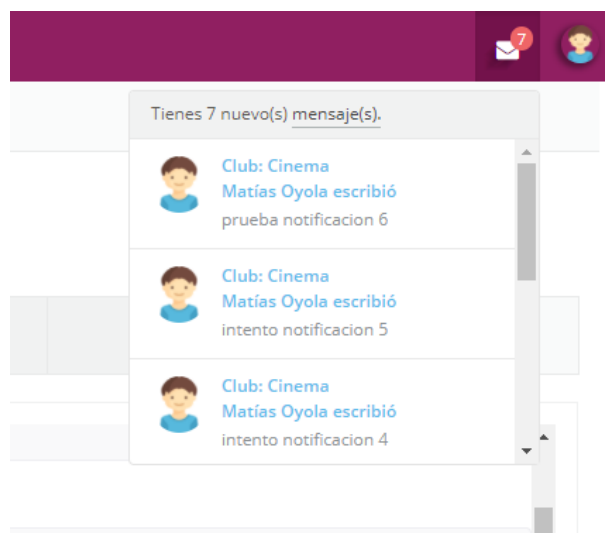 7
Tienes 7 nuevo(s) mensaje(s).
Club: Cinema
Matías Oyola escribió
prueba notificacion 6
Club: Cinema
Matías Oyola escribió
intento notificacion 5
Club: Cinema
Matías Oyola escribió
intento notificacion 4